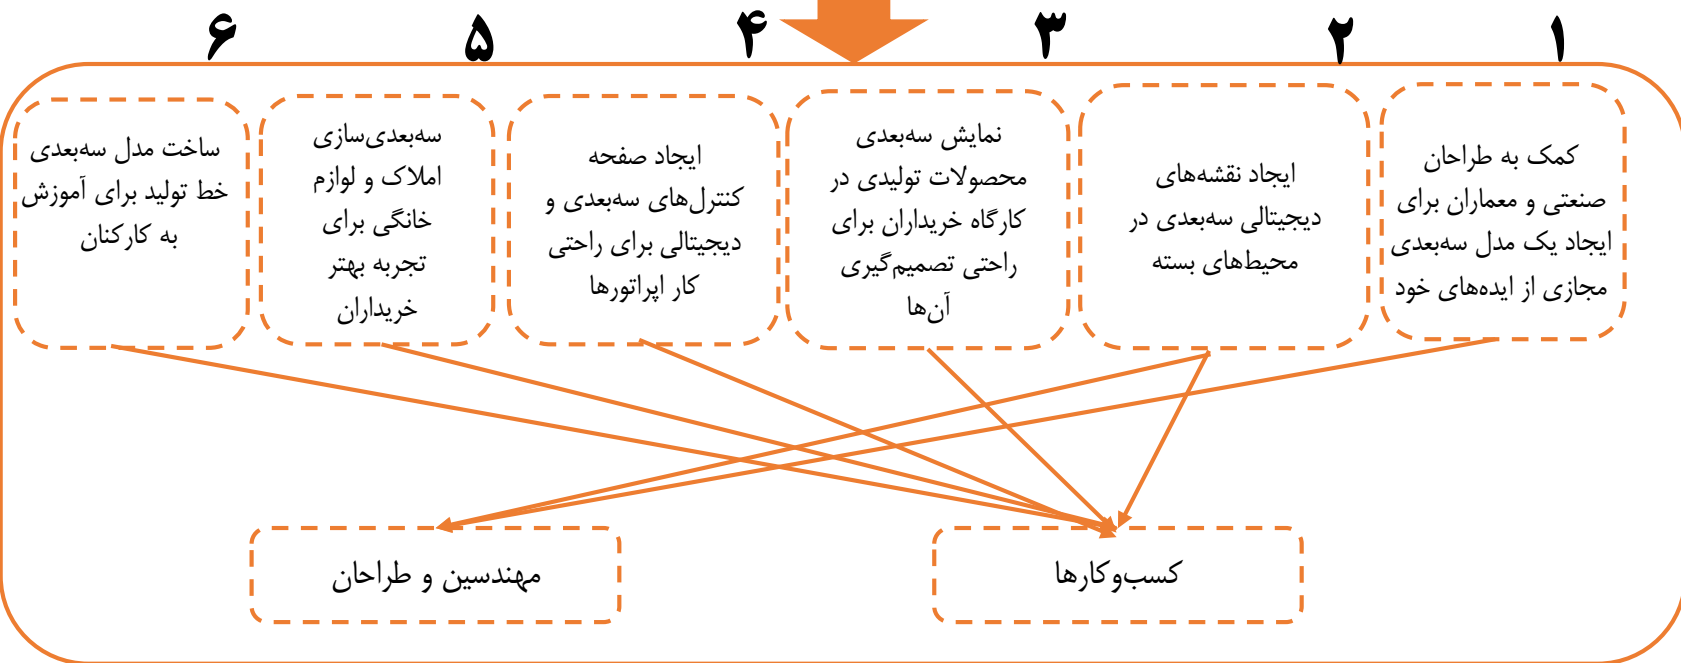 ۱
۲
۳
۴
۵
۶
کمک به طراحان
صنعتی و معماران برای
ایجاد یک مدل سه‌بعدی
مجازی از ایده‌های خود
ایجاد نقشه‌های
دیجیتالی سه‌بعدی در
محیط‌های بسته
نمایش سه‌بعدی
محصولات تولیدی در
کارگاه خریداران برای
راحتی تصمیم‌گیری
آن‌ها
ایجاد صفحه
کنترل‌های سه‌بعدی و
دیجیتالی برای راحتی
کار اپراتورها
سه‌بعدی‌سازی
املاک و لوازم
خانگی برای
تجربه بهتر
خریداران
ساخت مدل سه‌بعدی
خط تولید برای آموزش
به کارکنان
کسب‌وکارها
مهندسین و طراحان